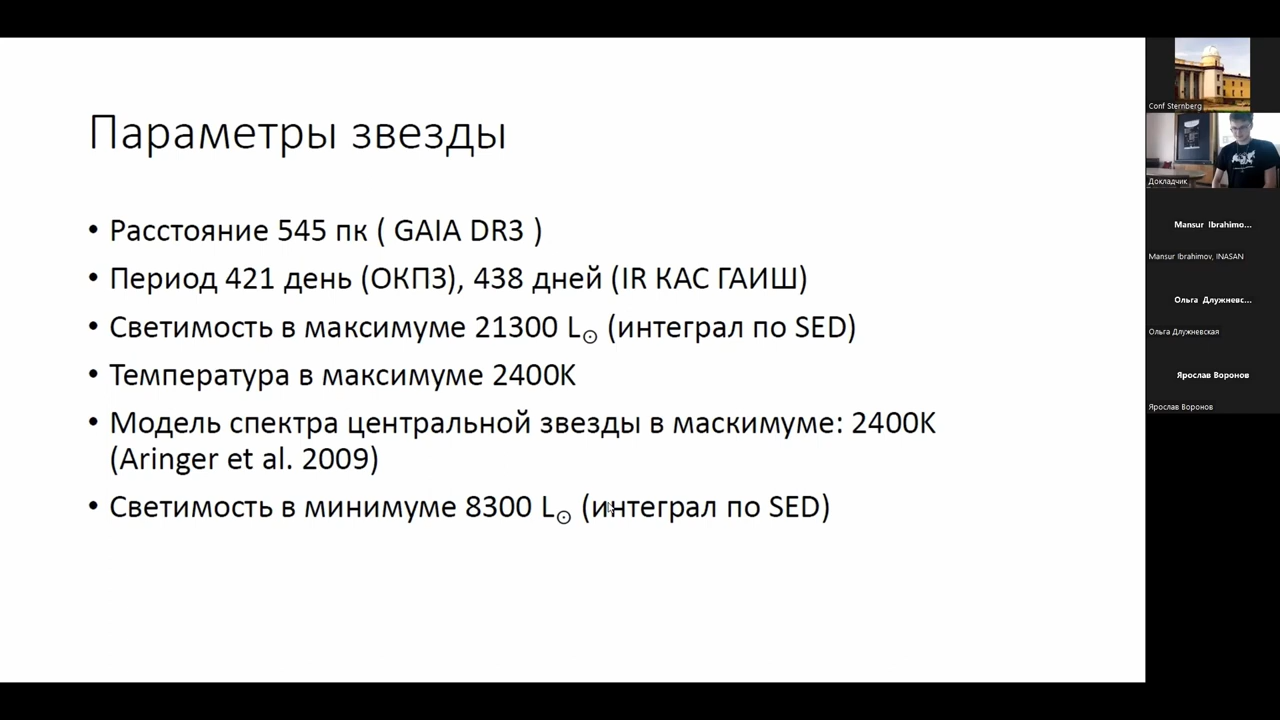 Параметры звезды
• Расстояние 545 пк ( GAIA DR3 )
• Период 421 день (ОКПЗ), 438 дней (IR КАС ГАИШ)
• Светимость в максимуме 21300 L☉ (интеграл по SED)
• Температура в максимуме 2400K
• Модель спектра центральной звезды в маскимуме: 2400K
(Aringer et al. 2009)
• Светимость в минимуме 8300 L☉ (интеграл по SED)
Conf Sternberg
Докладчик
Mansur Ibrahimo...
Mansur Ibrahimov, INASAN
Ольга Длужневс...
Ольга Длужневская
Ярослав Воронов
Ярослав Воронов